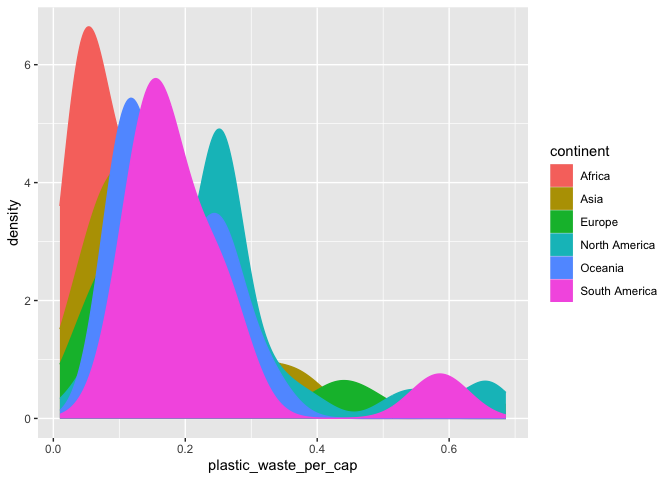 density
6
4
2
0
0.0
0.2
0.4
0.6
plastic_waste_per_cap
continent
Africa
Asia
Europe
North America
Oceania
South America